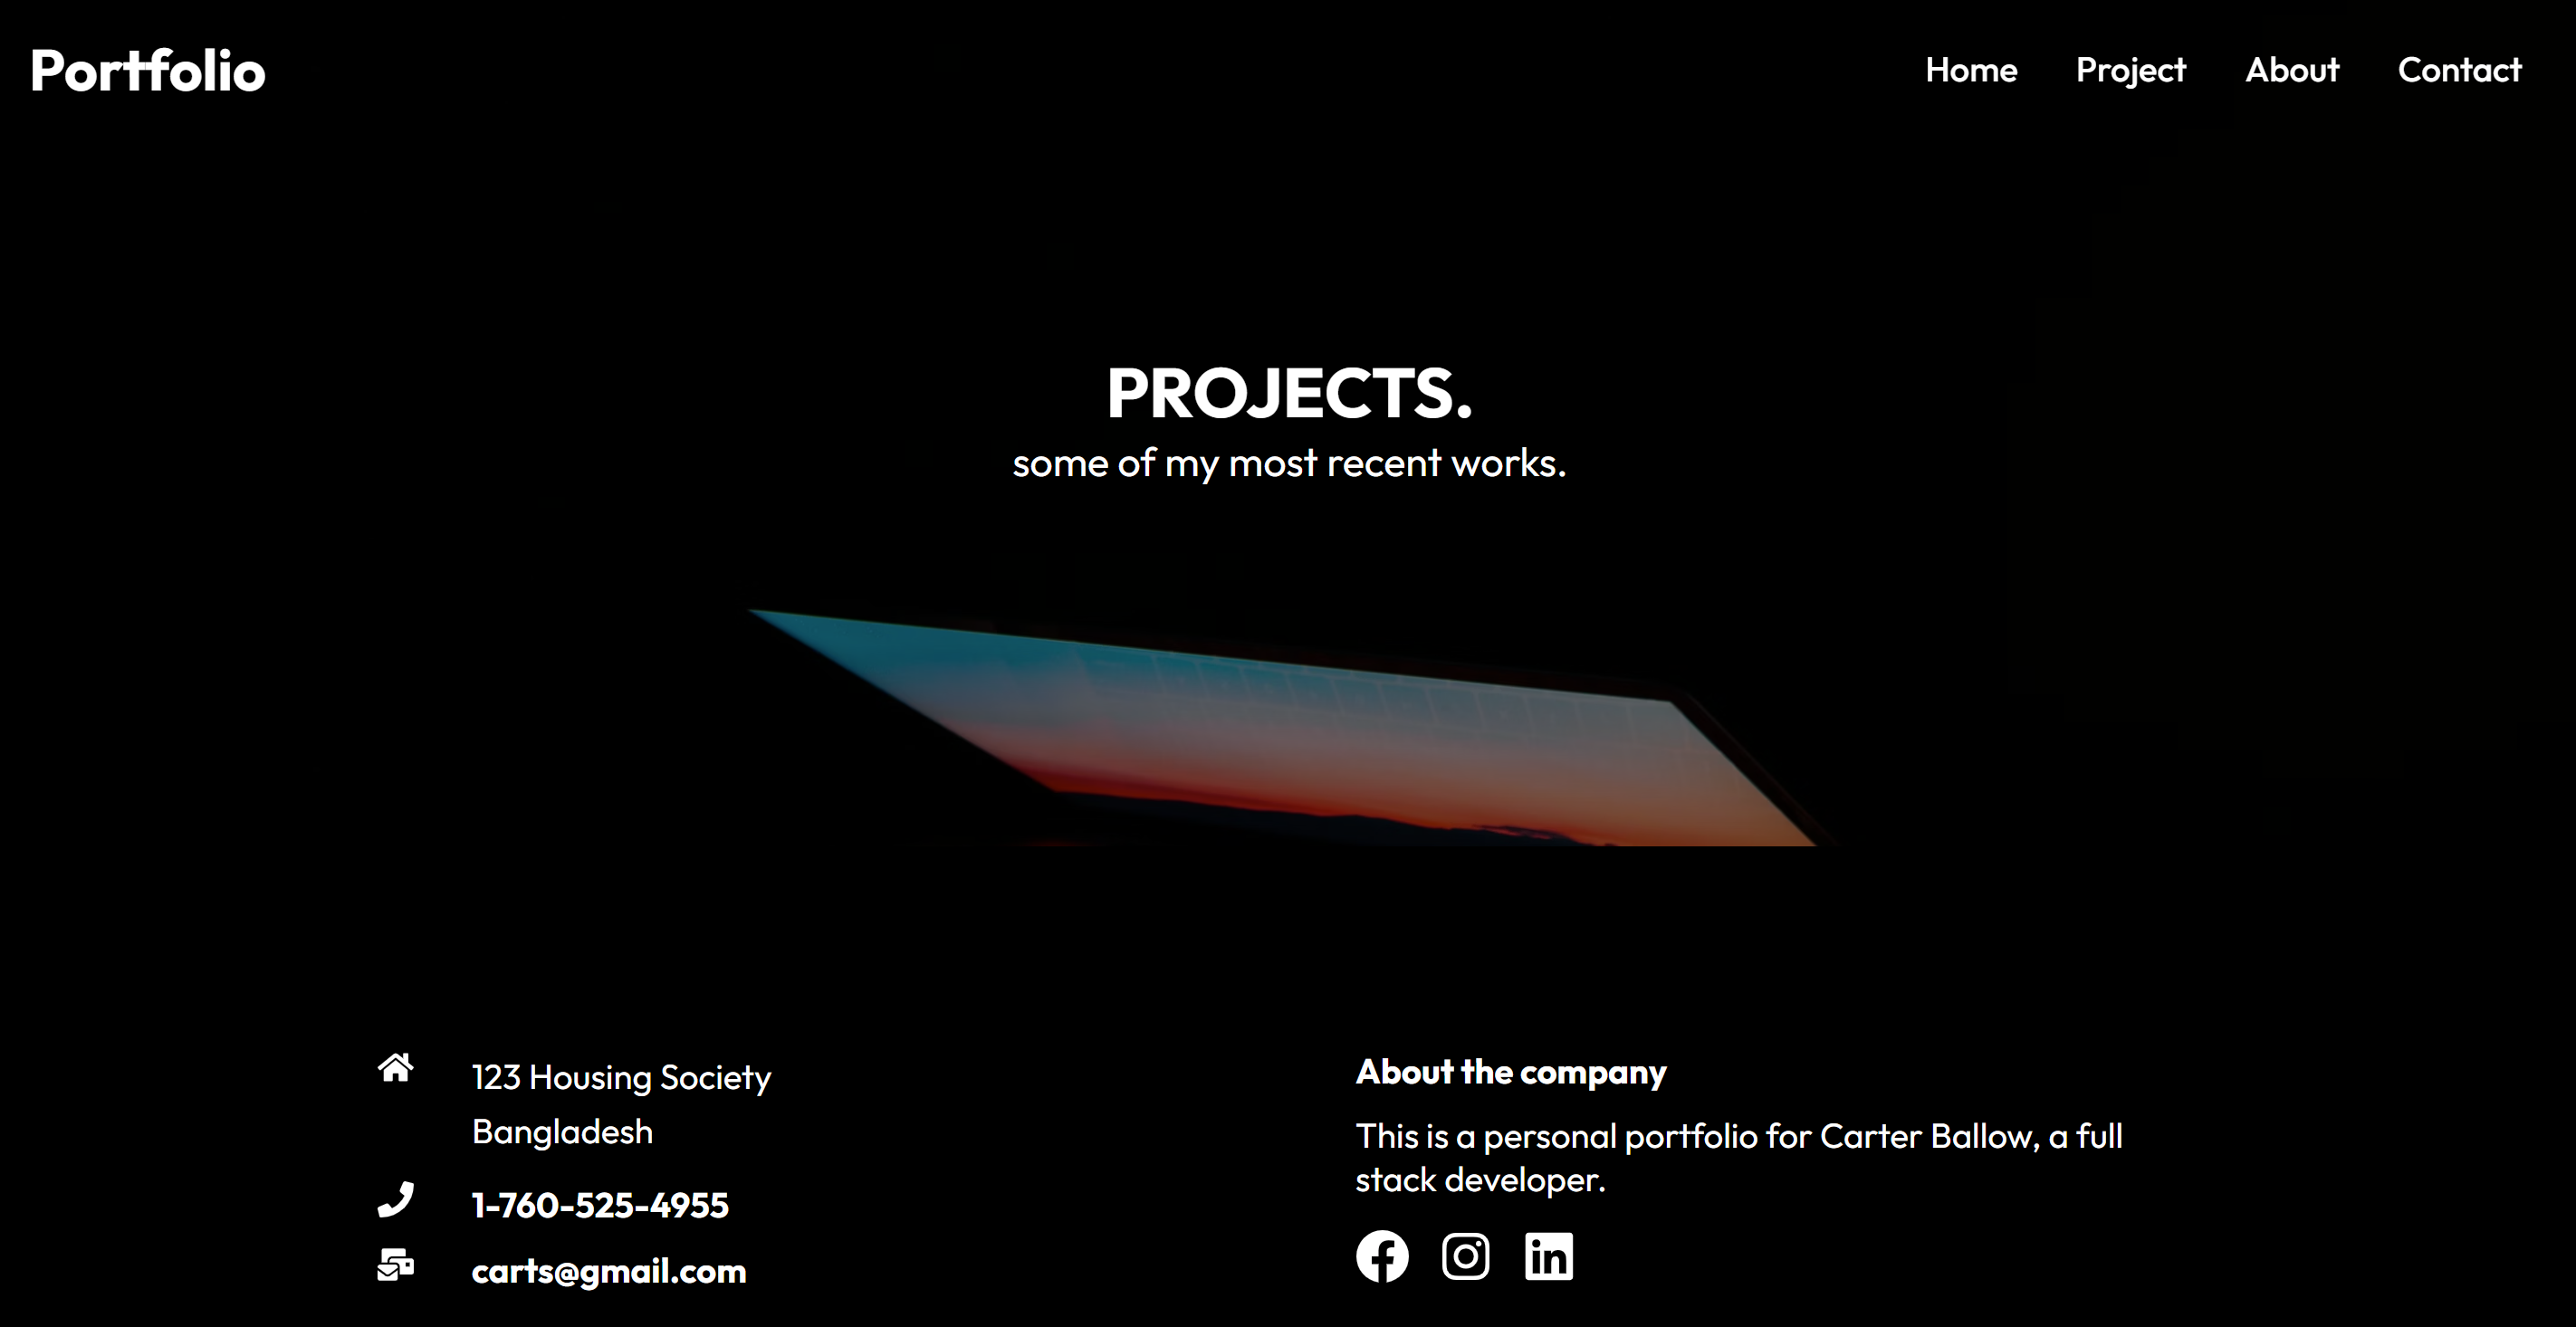 Portfolio
Home Project About Contact
PROJECTS.
some of my most recent works.
123 Housing Society
Bangladesh
1-760-525-4955
carts@gmail.com
About the company
This is a personal portfolio for Carter Ballow, a full
stack developer.